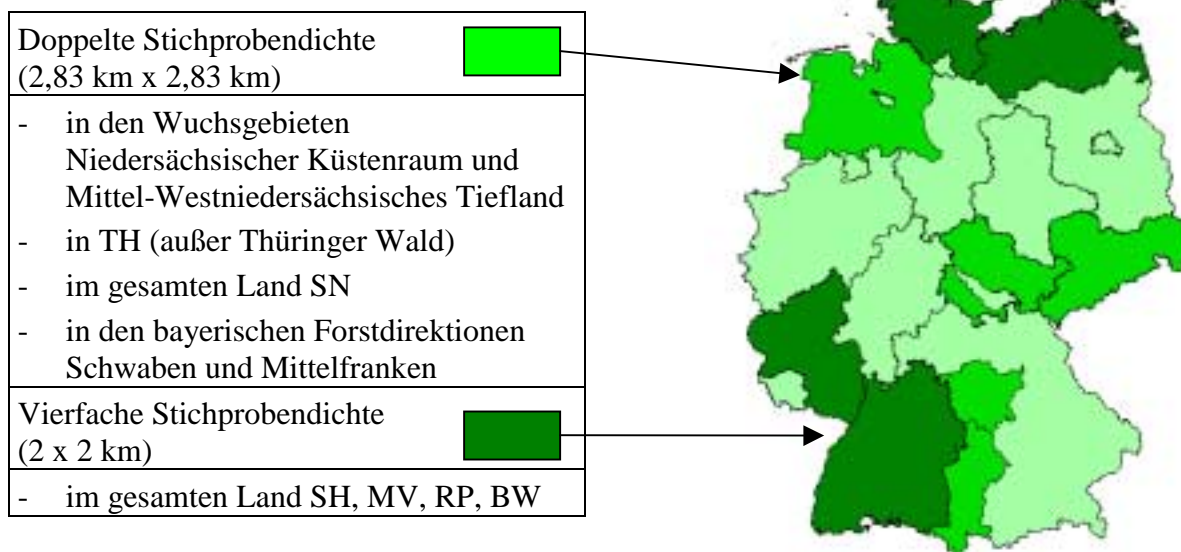 Doppelte Stichprobendichte
(2,83 km x 2,83 km)
- in den Wuchsgebieten
Niedersächsischer Küstenraum und
Mittel-Westniedersächsisches Tiefland
- in TH (außer Thüringer Wald)
- im gesamten Land SN
- in den bayerischen Forstdirektionen
Schwaben und Mittelfranken
Vierfache Stichprobendichte
(2 x 2 km)
- im gesamten Land SH, MV, RP, BW